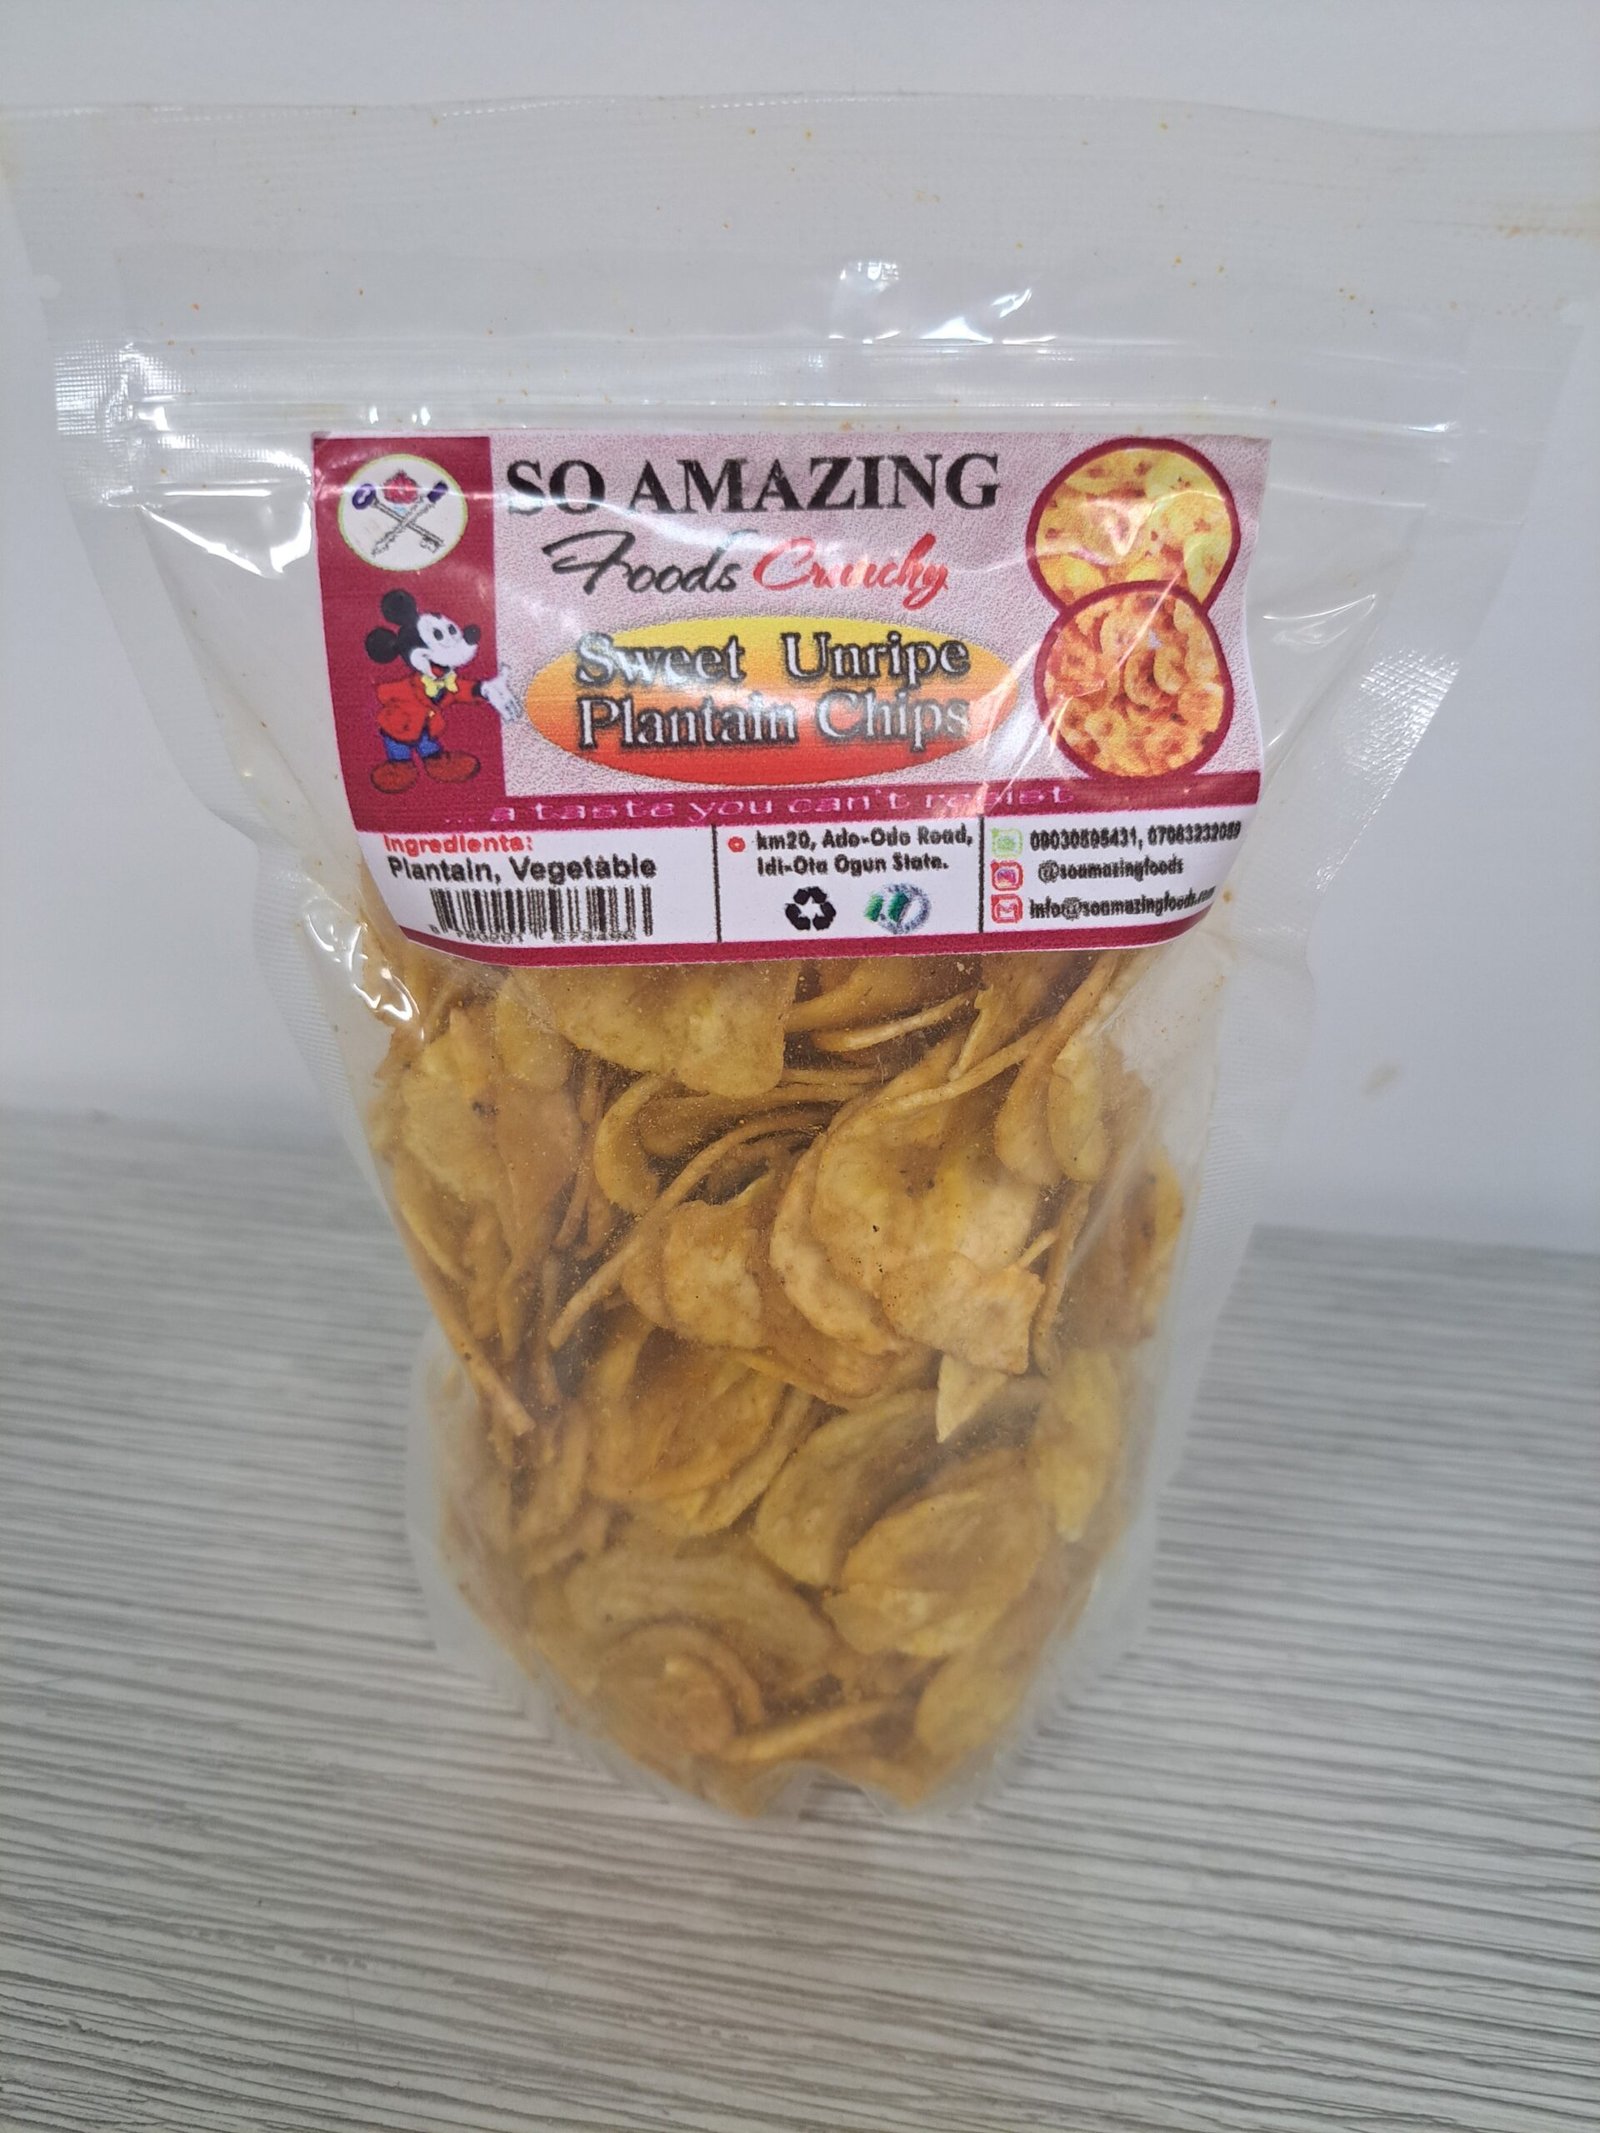 SO AMAZING
Foods Crunchy
Sweet Unripe
Plantain Chips
... a taste you can't resist
Ingredients:
Plantain, Vegetable
km20, Ado-Odo Road,
Idi-Ota Ogun State.
@soamazingfoods